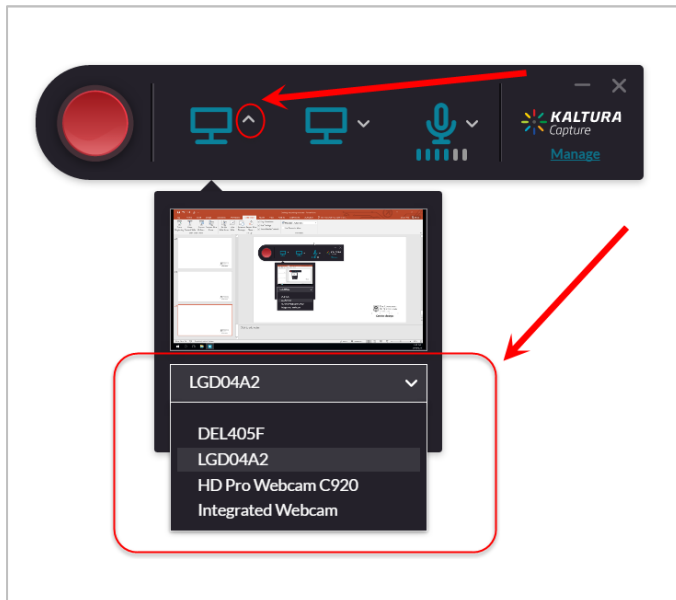 KALTURA
Capture
Manage
LGD04A2
DEL405F
LGD04A2
HD Pro Webcam C920
Integrated Webcam